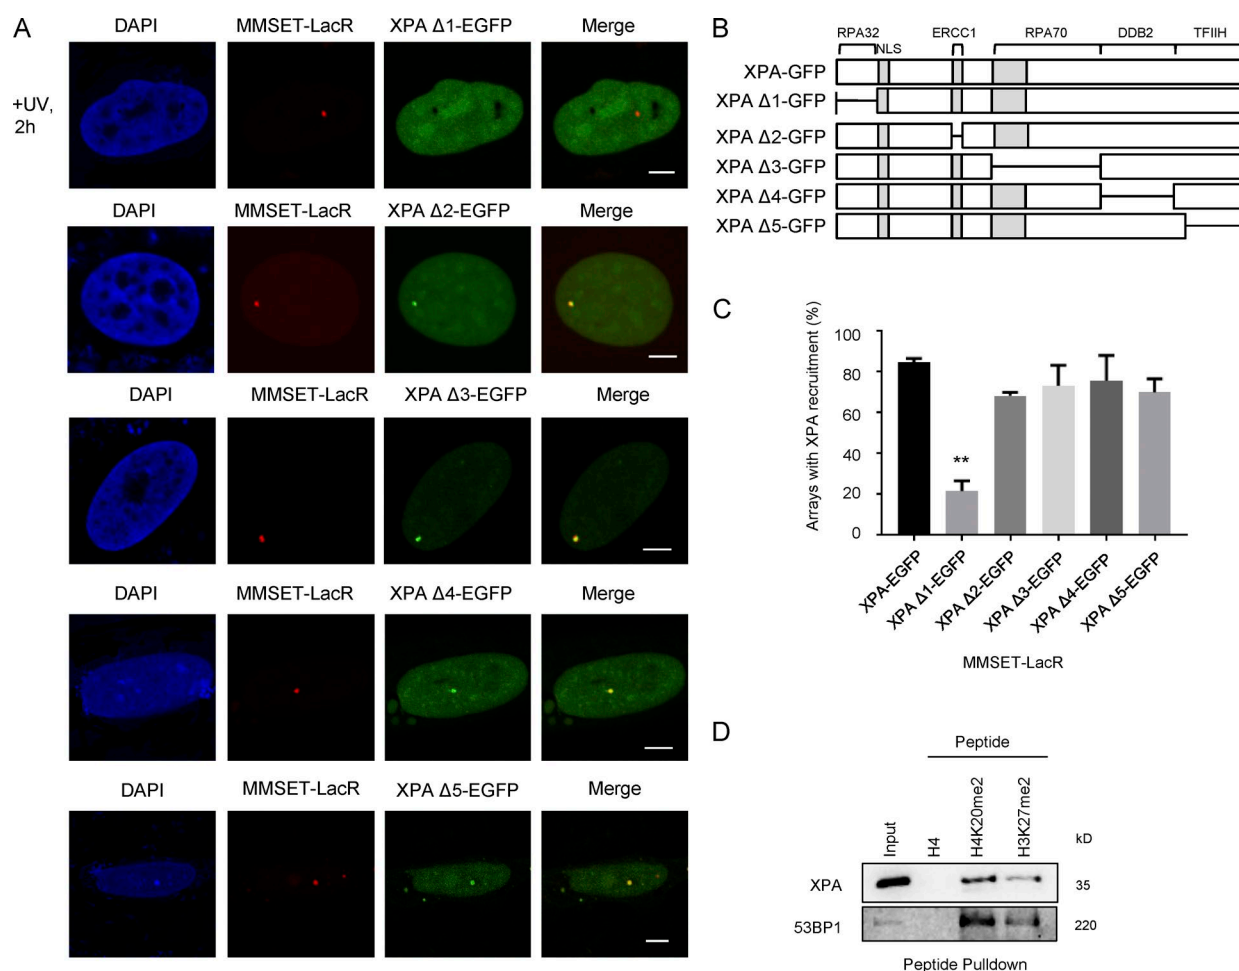 A
DAPI MMSET-LacR XPA Δ1-EGFP Merge
+UV,
2h
DAPI MMSET-LacR XPA Δ2-EGFP Merge
DAPI MMSET-LacR XPA Δ3-EGFP Merge
DAPI MMSET-LacR XPA Δ4-EGFP Merge
DAPI MMSET-LacR XPA Δ5-EGFP Merge
B
RPA32 NLS ERCC1 RPA70 DDB2 TFIIH
XPA-GFP
XPA Δ1-GFP
XPA Δ2-GFP
XPA Δ3-GFP
XPA Δ4-GFP
XPA Δ5-GFP
C
Arrays with XPA recruitment (%)
100
80
60
40
20
0
**
XPA-EGFP
XPA Δ1-EGFP
XPA Δ2-EGFP
XPA Δ3-EGFP
XPA Δ4-EGFP
XPA Δ5-EGFP
MMSET-LacR
D
Peptide
Input H4 H4K20me2 H3K27me2 kD
XPA 35
53BP1 220
Peptide Pulldown